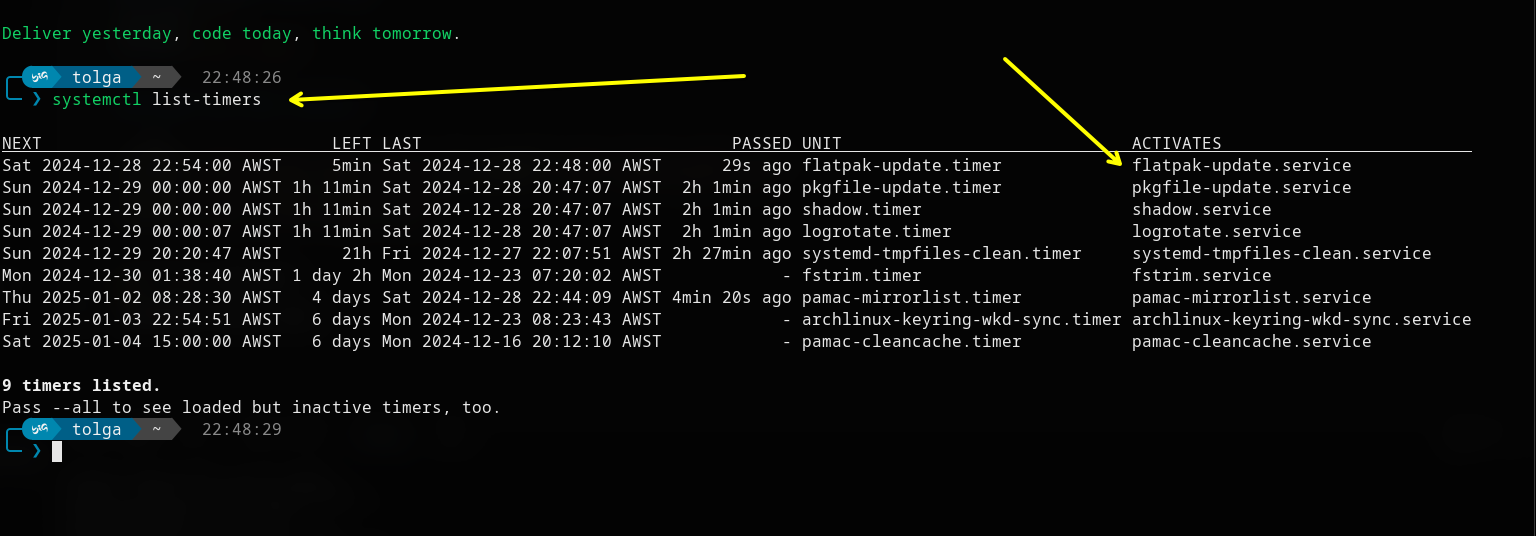 Deliver yesterday, code today, think tomorrow.
tolga ~ 22:48:26
❯ systemctl list-timers
NEXT LEFT LAST PASSED UNIT ACTIVATES
Sat 2024-12-28 22:54:00 AWST 5min Sat 2024-12-28 22:48:00 AWST 29s ago flatpak-update.timer flatpak-update.service
Sun 2024-12-29 00:00:00 AWST 1h 11min Sat 2024-12-28 20:47:07 AWST 2h 1min ago pkgfile-update.timer pkgfile-update.service
Sun 2024-12-29 00:00:00 AWST 1h 11min Sat 2024-12-28 20:47:07 AWST 2h 1min ago shadow.timer shadow.service
Sun 2024-12-29 00:00:07 AWST 1h 11min Sat 2024-12-28 20:47:07 AWST 2h 1min ago logrotate.timer logrotate.service
Sun 2024-12-29 20:20:47 AWST 21h Fri 2024-12-27 22:07:51 AWST 2h 27min ago systemd-tmpfiles-clean.timer systemd-tmpfiles-clean.service
Mon 2024-12-30 01:38:40 AWST 1 day 2h Mon 2024-12-23 07:20:02 AWST - fstrim.timer fstrim.service
Thu 2025-01-02 08:28:30 AWST 4 days Sat 2024-12-28 22:44:09 AWST 4min 20s ago pamac-mirrorlist.timer pamac-mirrorlist.service
Fri 2025-01-03 22:54:51 AWST 6 days Mon 2024-12-23 08:23:43 AWST - archlinux-keyring-wkd-sync.timer archlinux-keyring-wkd-sync.service
Sat 2025-01-04 15:00:00 AWST 6 days Mon 2024-12-16 20:12:10 AWST - pamac-cleancache.timer pamac-cleancache.service
9 timers listed.
Pass --all to see loaded but inactive timers, too.
tolga ~ 22:48:29
❯